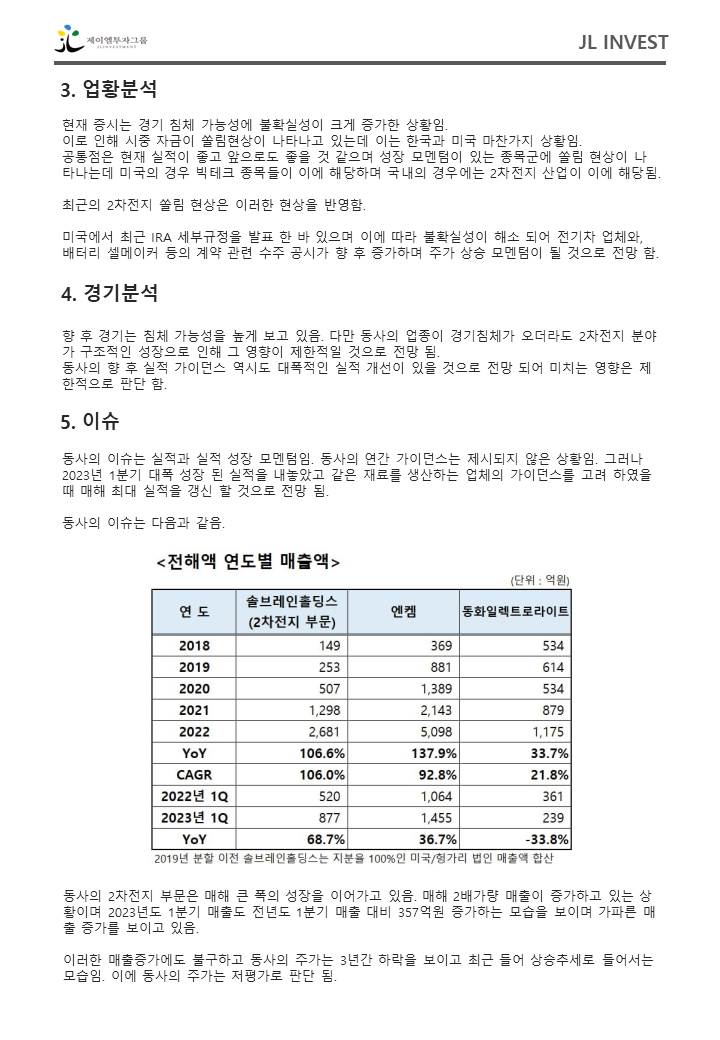 제이엘투자그룹
JLINVESTMENT
JL INVEST
3. 업황분석
현재 증시는 경기 침체 가능성에 불확실성이 크게 증가한 상황임.
이로 인해 시중 자금이 쏠림현상이 나타나고 있는데 이는 한국과 미국 마찬가지 상황임.
공통점은 현재 실적이 좋고 앞으로도 좋을 것 같으며 성장 모멘텀이 있는 종목군에 쏠림 현상이 나
타나는데 미국의 경우 빅테크 종목들이 이에 해당하며 국내의 경우에는 2차전지 산업이 이에 해당됨.
최근의 2차전지 쏠림 현상은 이러한 현상을 반영함.
미국에서 최근 IRA 세부규정을 발표 한 바 있으며 이에 따라 불확실성이 해소 되어 전기차 업체와,
배터리 셀메이커 등의 계약 관련 수주 공시가 향 후 증가하며 주가 상승 모멘텀이 될 것으로 전망 함.
4. 경기분석
향 후 경기는 침체 가능성을 높게 보고 있음. 다만 동사의 업종이 경기침체가 오더라도 2차전지 분야
가 구조적인 성장으로 인해 그 영향이 제한적일 것으로 전망 됨.
동사의 향 후 실적 가이던스 역시도 대폭적인 실적 개선이 있을 것으로 전망 되어 미치는 영향은 제
한적으로 판단 함.
5. 이슈
동사의 이슈는 실적과 실적 성장 모멘텀임. 동사의 연간 가이던스는 제시되지 않은 상황임. 그러나
2023년 1분기 대폭 성장 된 실적을 내놓았고 같은 재료를 생산하는 업체의 가이던스를 고려 하였을
때 매해 최대 실적을 갱신 할 것으로 전망 됨.
동사의 이슈는 다음과 같음.
<전해액 연도별 매출액>
(단위 : 억원)
연 도 솔브레인홀딩스 (2차전지 부문) 엔켐 동화일렉트로라이트
2018 149 369 534
2019 253 881 614
2020 507 1,389 534
2021 1,298 2,143 879
2022 2,681 5,098 1,175
YoY 106.6% 137.9% 33.7%
CAGR 106.0% 92.8% 21.8%
2022년 1Q 520 1,064 361
2023년 1Q 877 1,455 239
YoY 68.7% 36.7% -33.8%
2019년 분할 이전 솔브레인홀딩스는 지분율 100%인 미국/헝가리 법인 매출액 합산
동사의 2차전지 부문은 매해 큰 폭의 성장을 이어가고 있음. 매해 2배가량 매출이 증가하고 있는 상
황이며 2023년도 1분기 매출도 전년도 1분기 매출 대비 357억원 증가하는 모습을 보이며 가파른 매
출 증가를 보이고 있음.
이러한 매출증가에도 불구하고 동사의 주가는 3년간 하락을 보이고 최근 들어 상승추세로 들어서는
모습임. 이에 동사의 주가는 저평가로 판단 됨.